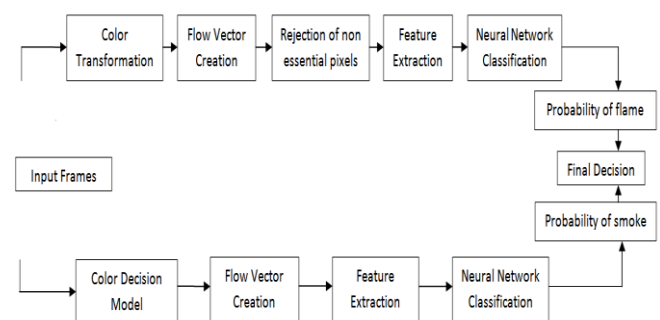 Color
Transformation
Flow Vector
Creation
Rejection of non
essential pixels
Feature
Extraction
Neural Network
Classification
Probability of flame
Input Frames
Final Decision
Probability of smoke
Color Decision
Model
Flow Vector
Creation
Feature
Extraction
Neural Network
Classification